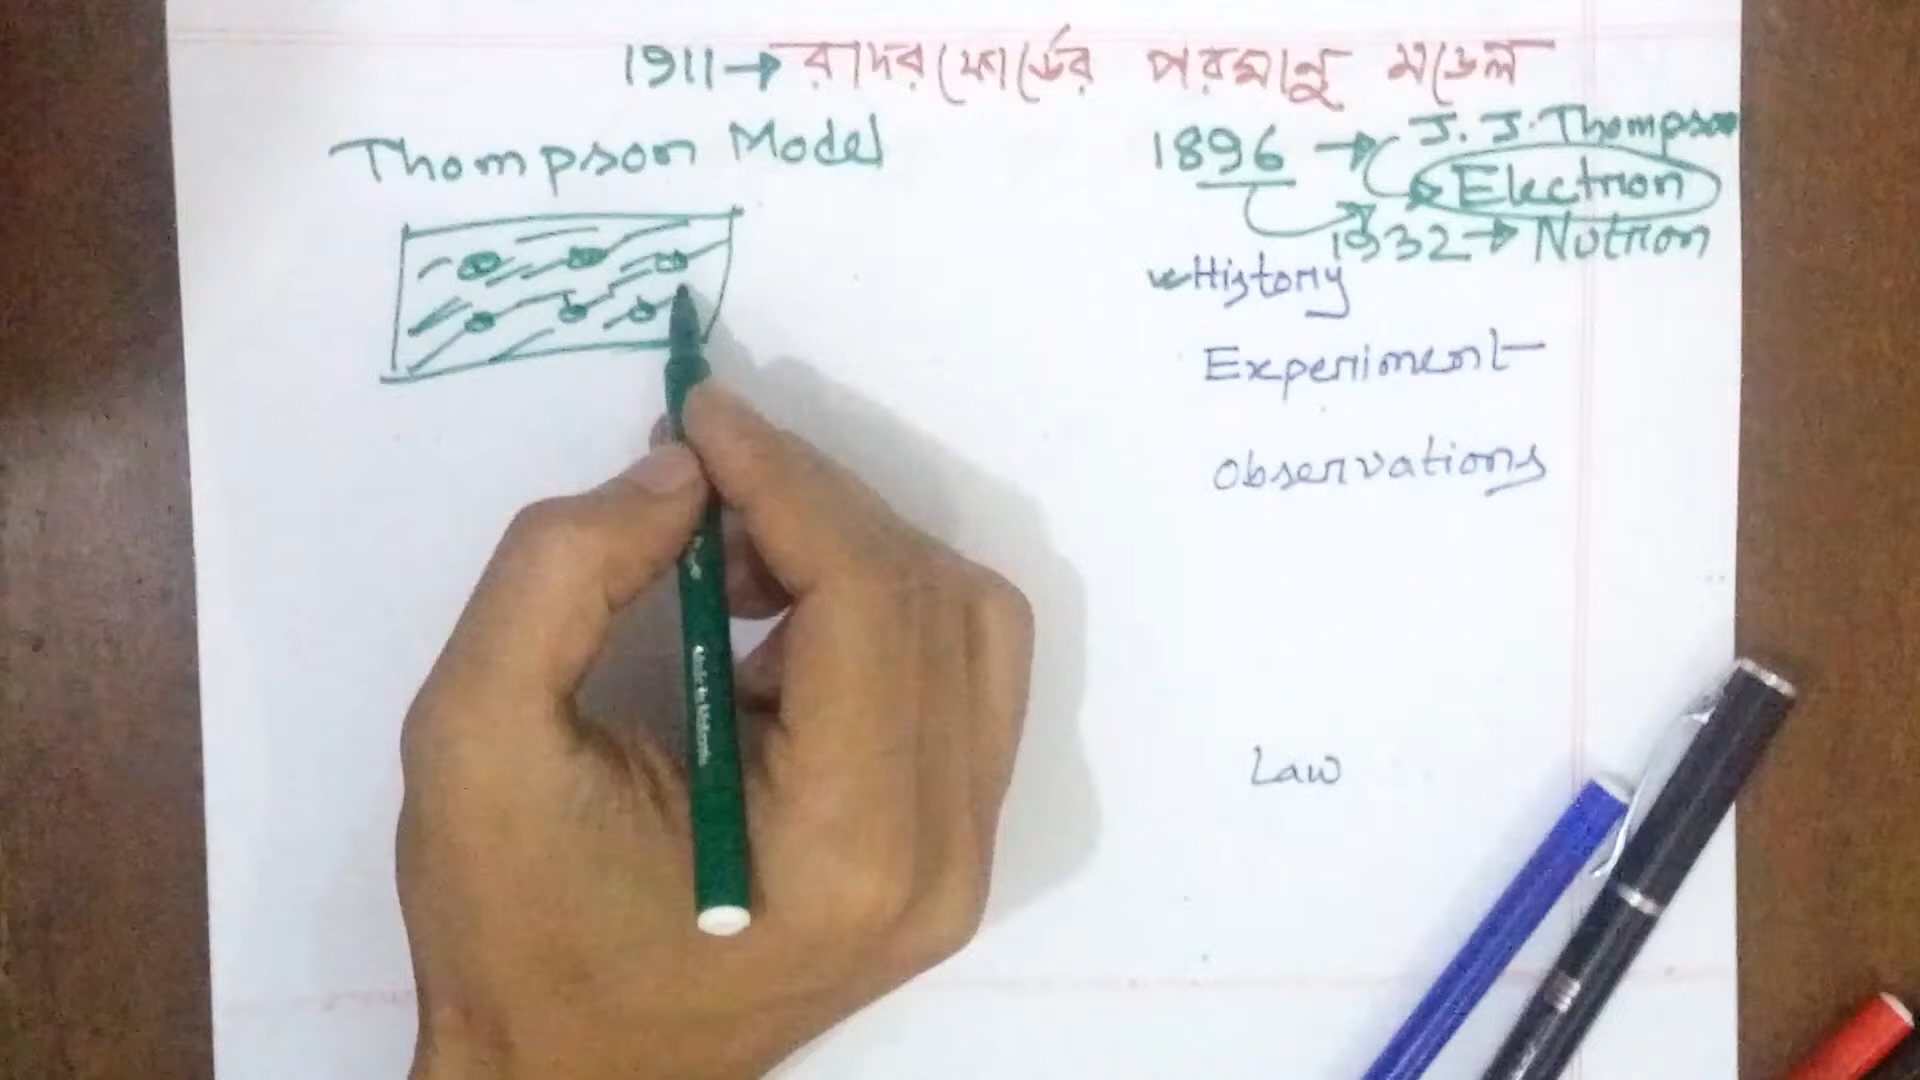 1911→ রাদারফোর্ডের পরমানু মডেল
Thompson Model
1896 → J. J. Thompson
Electron
1932 → Nutron
History
Experiment
Observations
Law